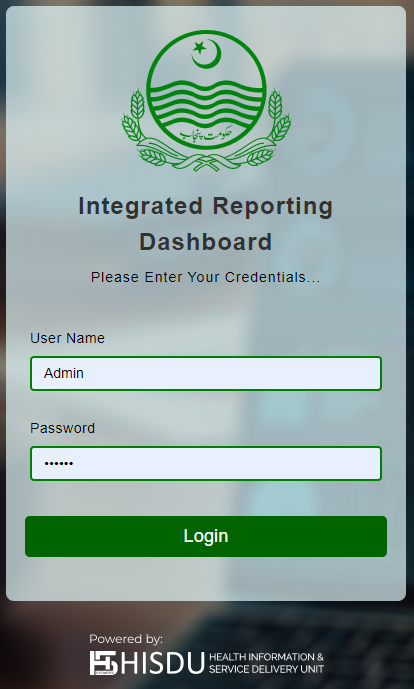 حکومت پنجاب
Integrated Reporting
Dashboard
Please Enter Your Credentials...
User Name
Admin
Password
••••••
Login
Powered by:
HISDU HEALTH INFORMATION &
SERVICE DELIVERY UNIT